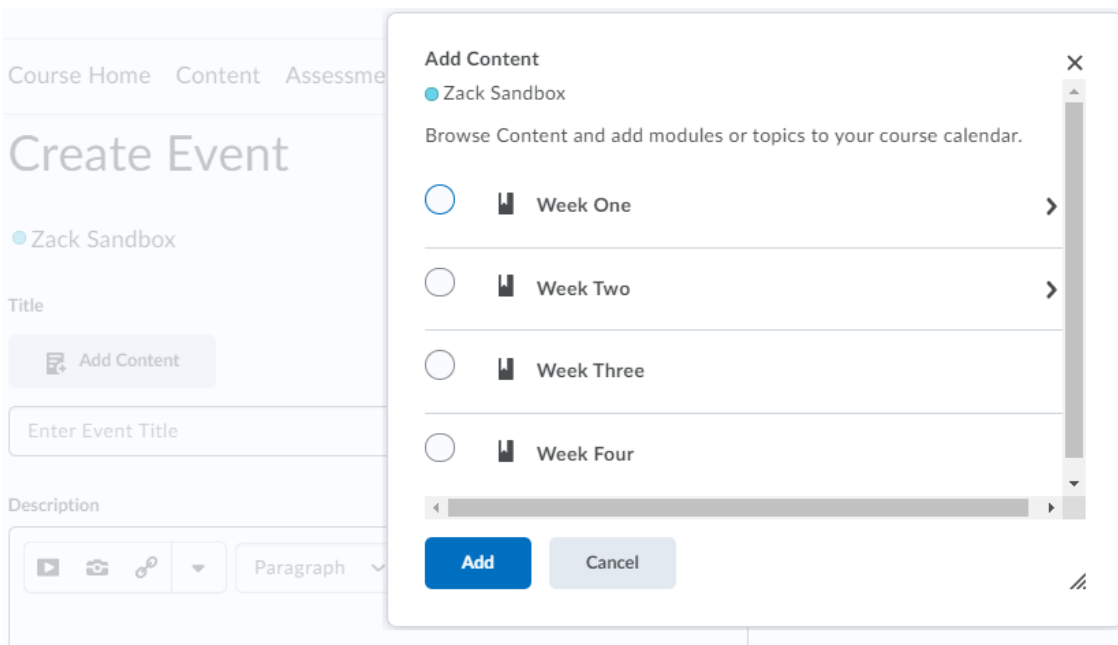 Course Home Content Assessme
Create Event
Zack Sandbox
Title
Add Content
Enter Event Title
Description
Paragraph
Add Content
Zack Sandbox
Browse Content and add modules or topics to your course calendar.
Week One
Week Two
Week Three
Week Four
Add Cancel